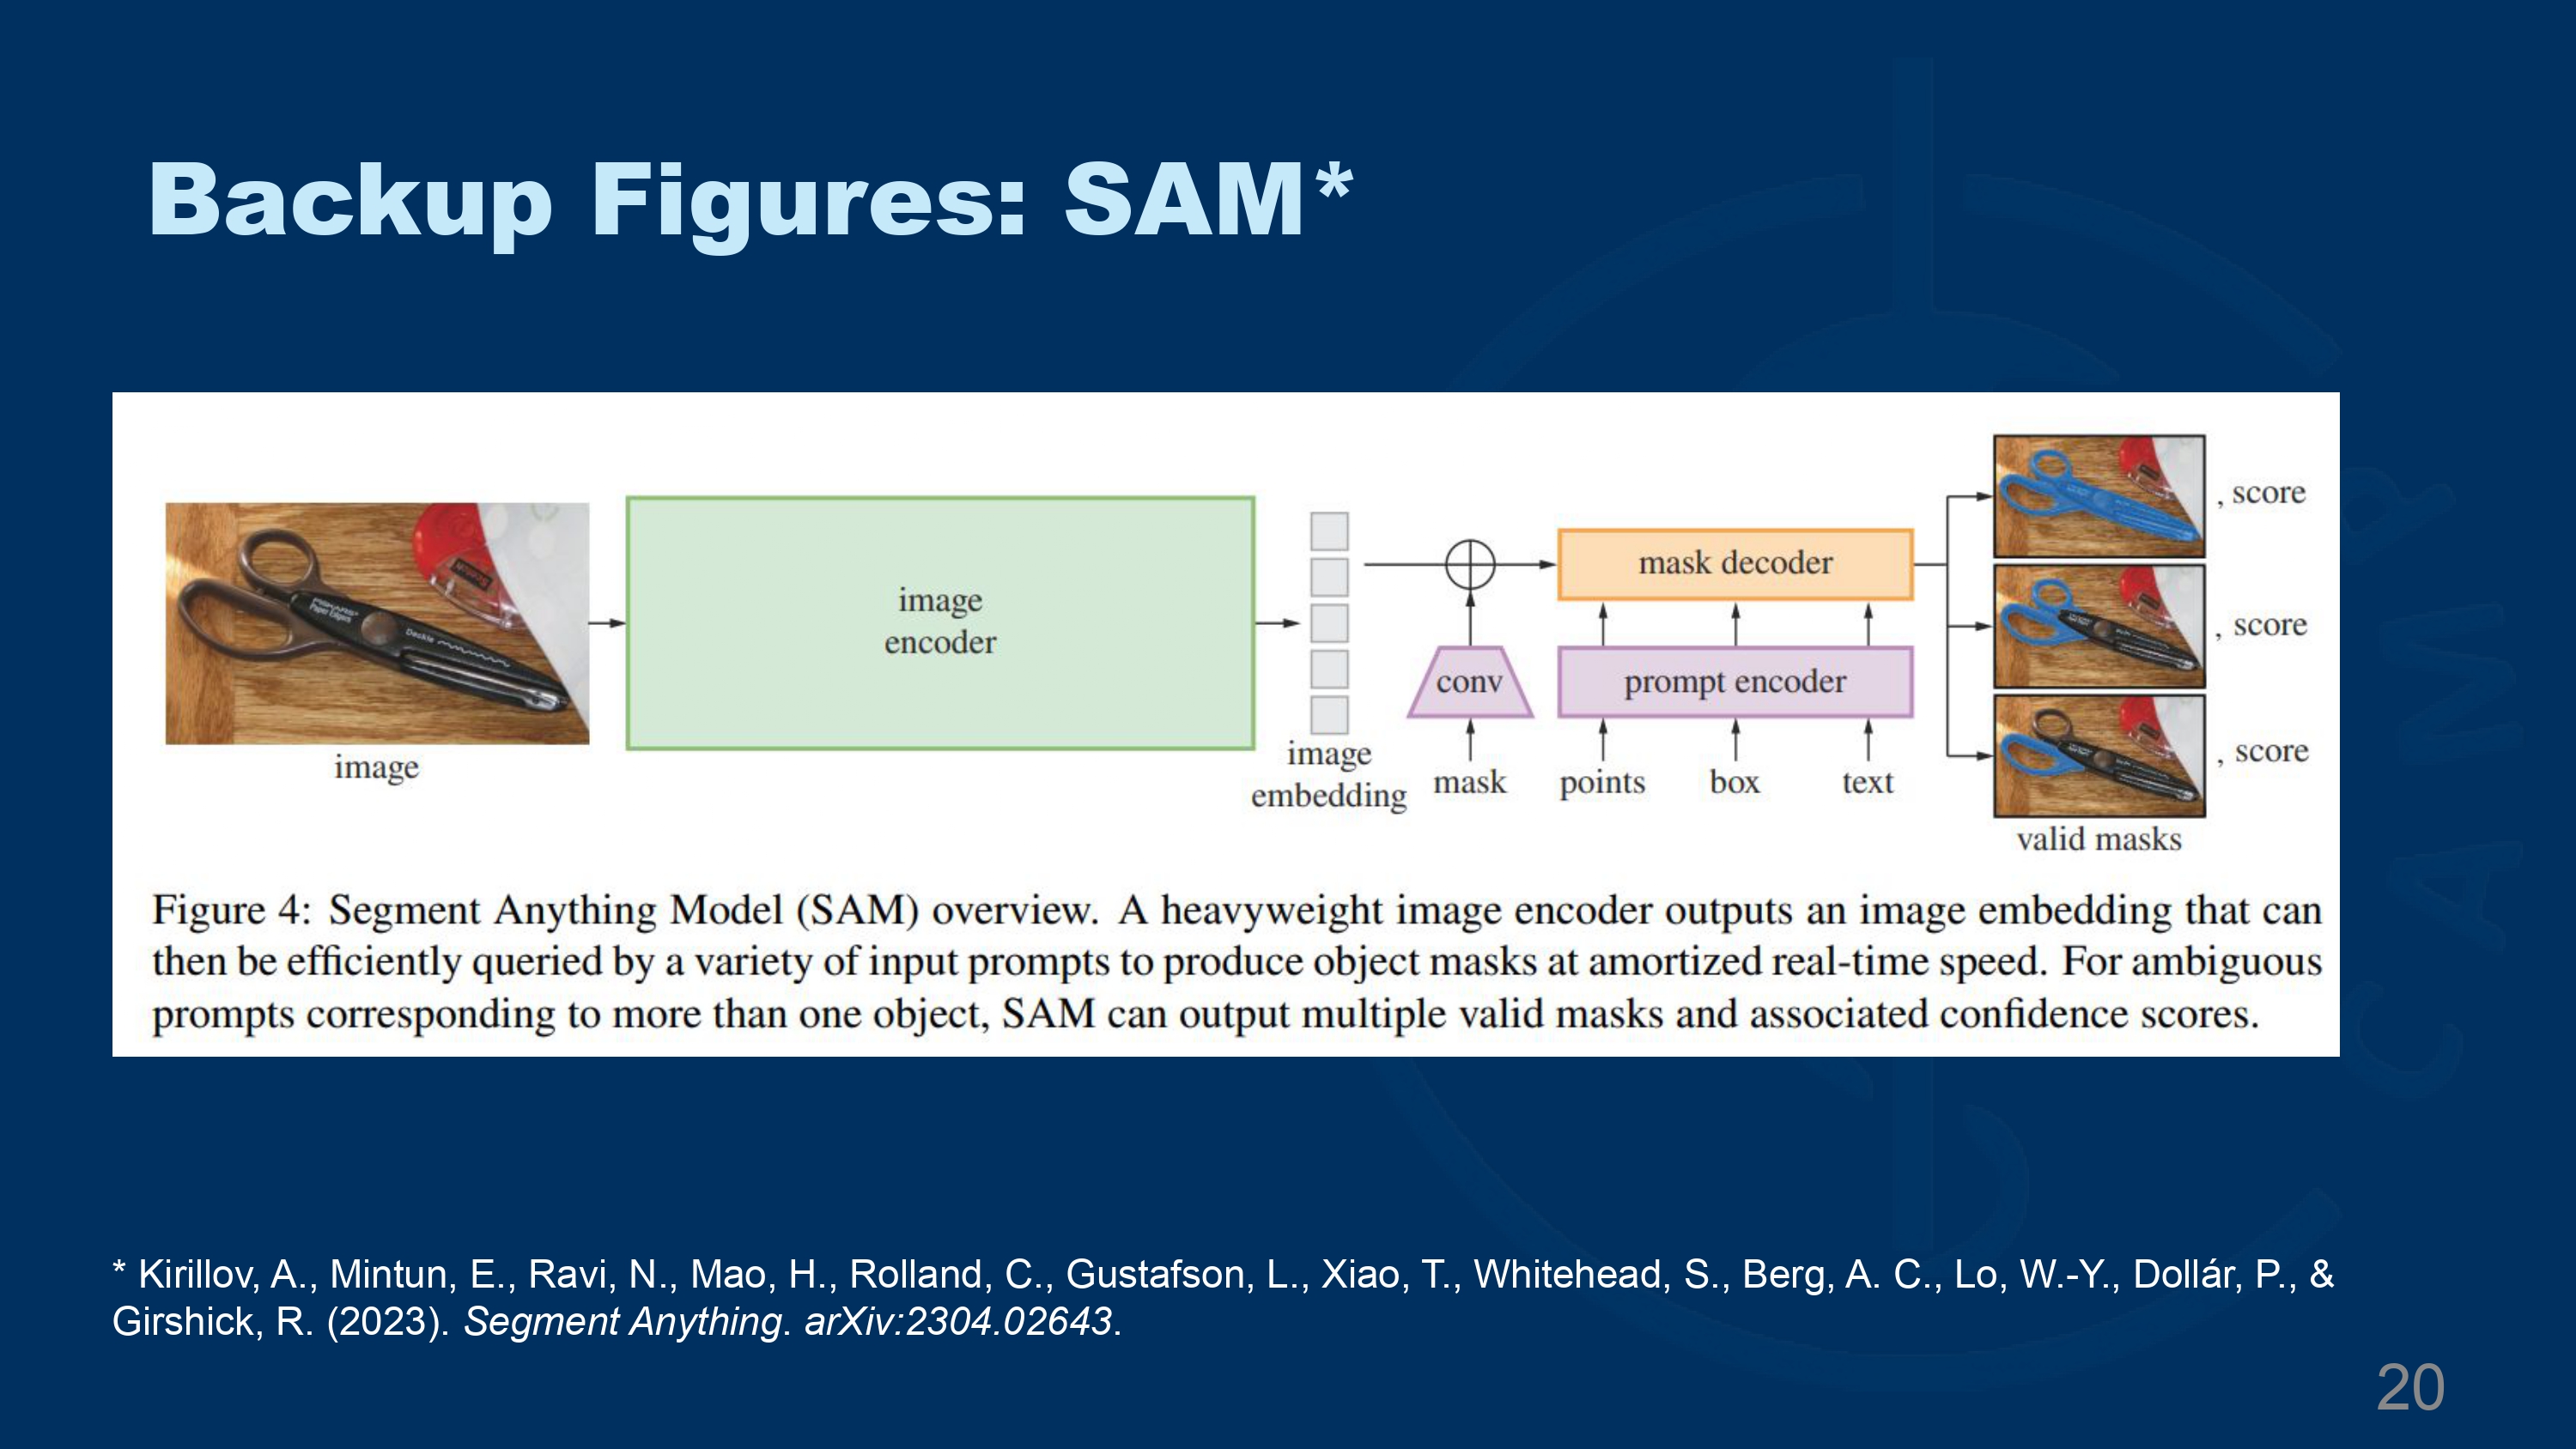 Backup Figures: SAM*
image
image
encoder
image
embedding
conv
mask
mask decoder
prompt encoder
points
box
text
, score
, score
, score
valid masks
Figure 4: Segment Anything Model (SAM) overview. A heavyweight image encoder outputs an image embedding that can
then be efficiently queried by a variety of input prompts to produce object masks at amortized real-time speed. For ambiguous
prompts corresponding to more than one object, SAM can output multiple valid masks and associated confidence scores.
* Kirillov, A., Mintun, E., Ravi, N., Mao, H., Rolland, C., Gustafson, L., Xiao, T., Whitehead, S., Berg, A. C., Lo, W.-Y., Dollár, P., &
Girshick, R. (2023). Segment Anything. arXiv:2304.02643.
20